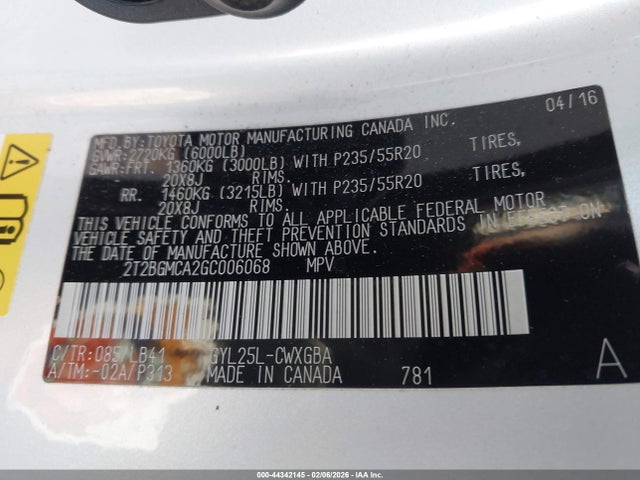 MFD. BY: TOYOTA MOTOR MANUFACTURING CANADA INC. 04/16
GVWR: 2720KG (6000LB)
GAWR: FRT. 1360KG (3000LB) WITH P235/55R20 TIRES,
20X8J RIMS.
RR. 1460KG (3215LB) WITH P235/55R20 TIRES,
20X8J RIMS.
THIS VEHICLE CONFORMS TO ALL APPLICABLE FEDERAL MOTOR
VEHICLE SAFETY AND THEFT PREVENTION STANDARDS IN EFFECT ON
THE DATE OF MANUFACTURE SHOWN ABOVE.
2T2BGMCA2GC006068 MPV
C/TR: 085/LB41 GYL25L-CWXGBA A
A/TM: -02A/P313 MADE IN CANADA 781
000-44342145 - 02/06/2026 - IAA Inc.